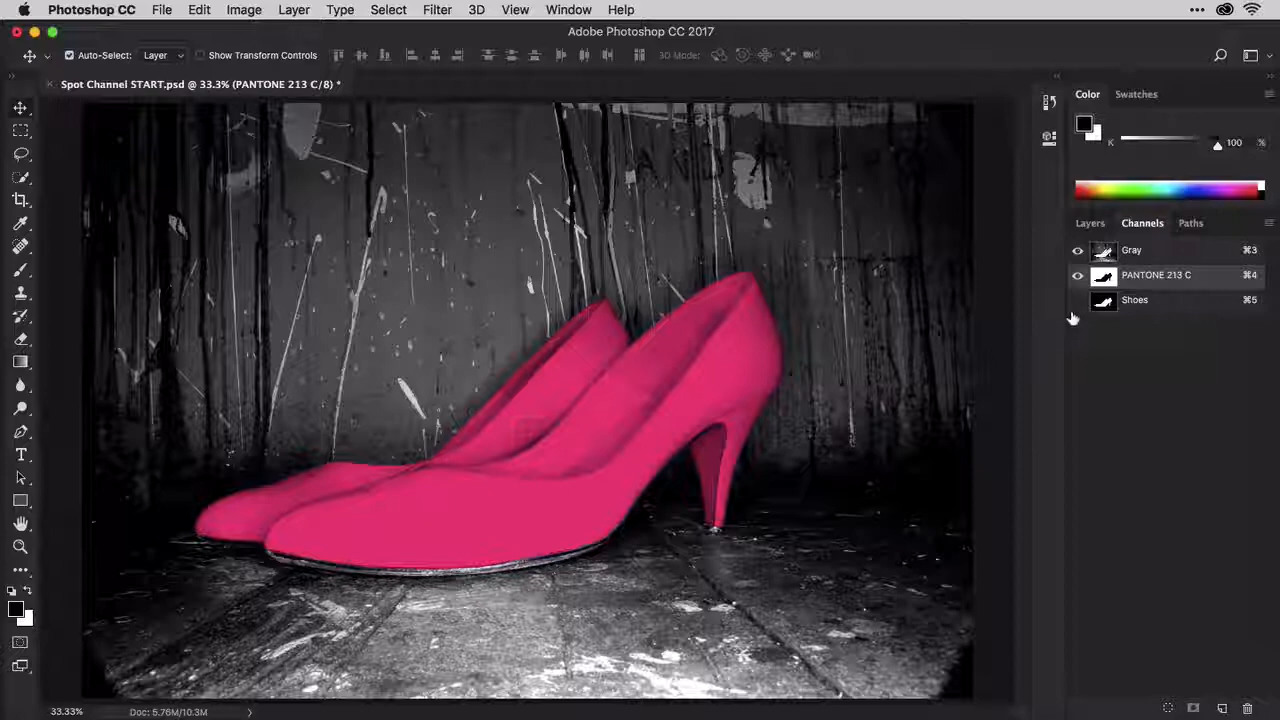 Photoshop CC File Edit Image Layer Type Select Filter 3D View Window Help
Adobe Photoshop CC 2017
Auto-Select: Layer Show Transform Controls 3D Mode:
Spot Channel START.psd @ 33.3% (PANTONE 213 C/8) *
Color Swatches
K 100 %
Layers Channels Paths
Gray ⌘3
PANTONE 213 C ⌘4
Shoes ⌘5
33.33% Doc: 5.76M/10.3M